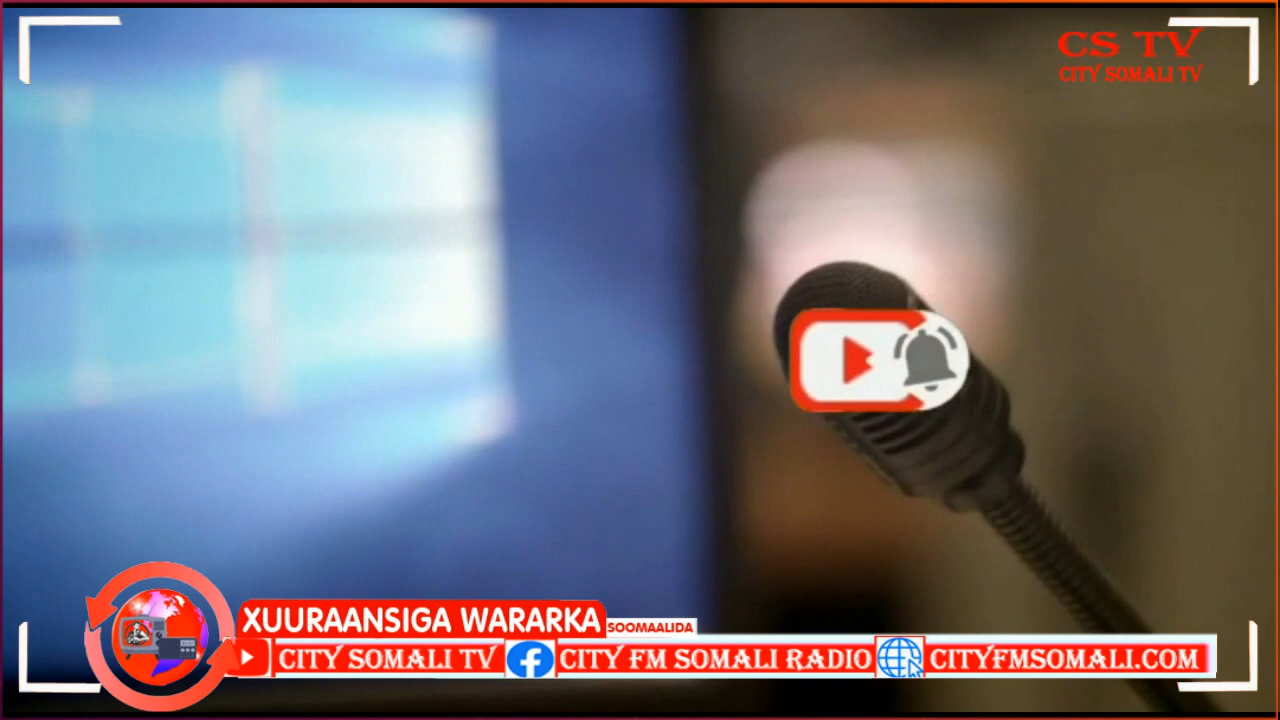 CS TV
CITY SOMALI TV
XUURAANSIGA WARARKA
SOOMAALIDA
CITY SOMALI TV CITY FM SOMALI RADIO CITYFMSOMALI.COM